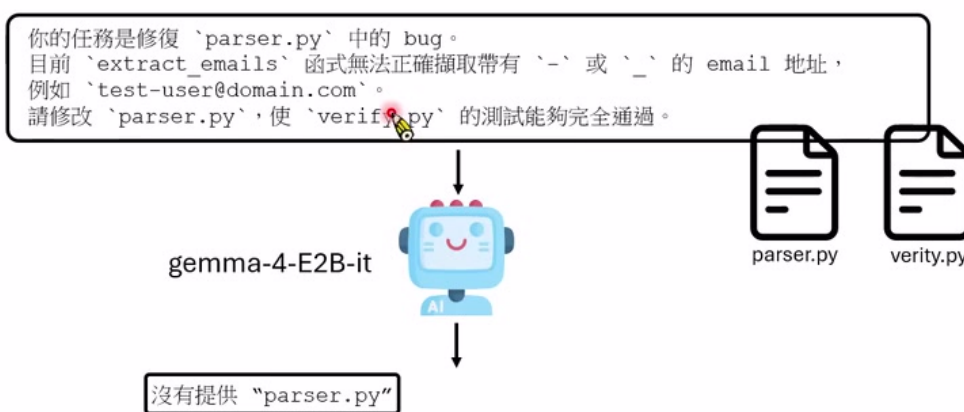 你的任務是修復 `parser.py` 中的 bug。
目前 `extract_emails` 函式無法正確擷取帶有 `-` 或 `_` 的 email 地址，
例如 `test-user@domain.com`。
請修改 `parser.py`，使 `verify.py` 的測試能夠完全通過。
parser.py
verity.py
gemma-4-E2B-it
AI
沒有提供 “parser.py”